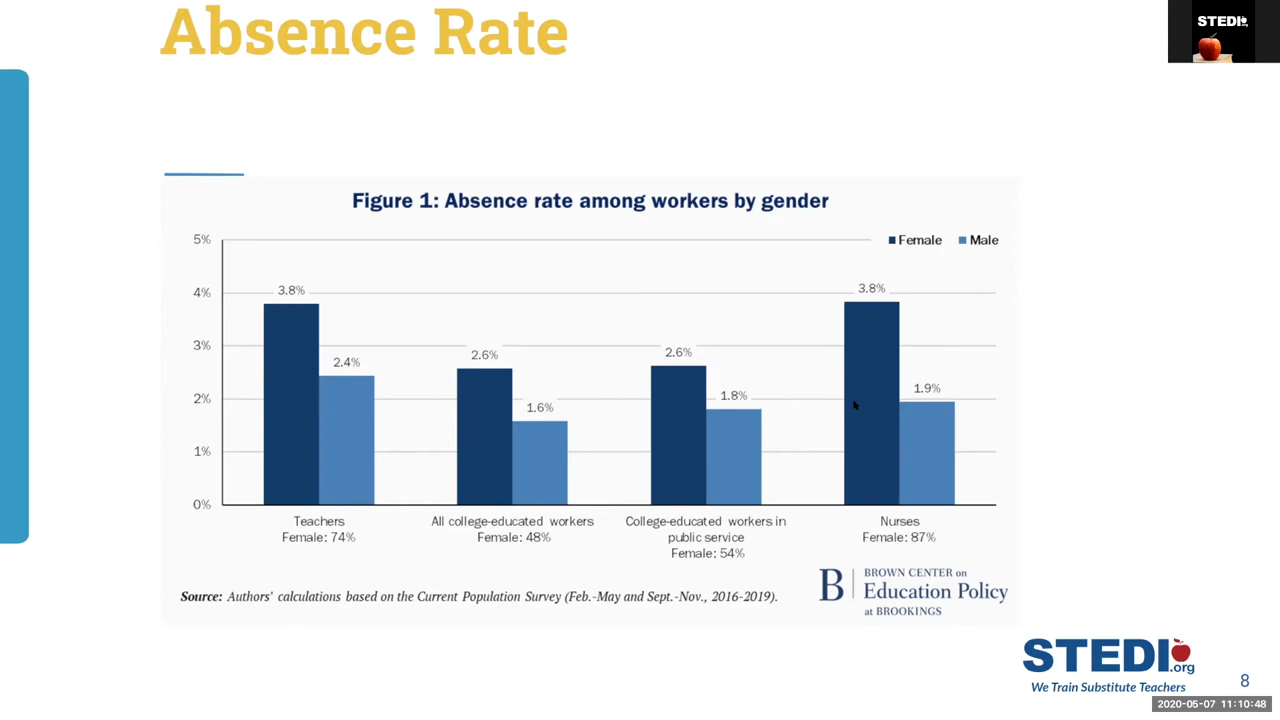 Absence Rate
STEDI
Figure 1: Absence rate among workers by gender
Female Male
5%
4%
3%
2%
1%
0%
3.8%
2.4%
2.6%
1.6%
2.6%
1.8%
3.8%
1.9%
Teachers
Female: 74%
All college-educated workers
Female: 48%
College-educated workers in
public service
Female: 54%
Nurses
Female: 87%
Source: Authors' calculations based on the Current Population Survey (Feb.-May and Sept.-Nov., 2016-2019).
B
BROWN CENTER on
Education Policy
at BROOKINGS
STEDI.org
We Train Substitute Teachers
8
2020-05-07 11:10:48